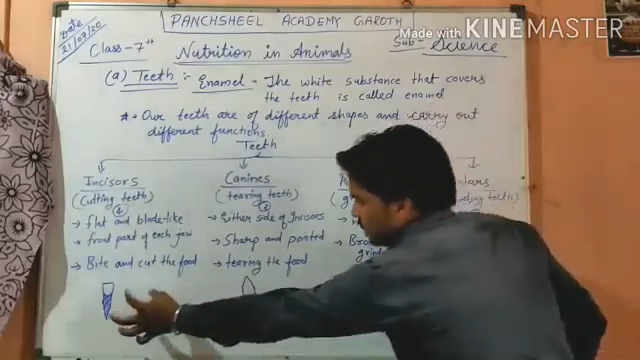 Date
21/07/20
PANCHSHEEL ACADEMY GAROTH
Made with KINEMASTER
Class-7th
Nutrition in Animals
Sub- Science
(a) Teeth :- Enamel - The white substance that covers
the teeth is called enamel
* Our teeth are of different shapes and carry out
different functions
Teeth
Incisors
(Cutting teeth)
→ flat and blade-like
→ front part of each jaw
→ Bite and cut the food
Canines
(tearing teeth)
→ Either side of Incisors
→ Sharp and pointed
→ tearing the food
teeth)